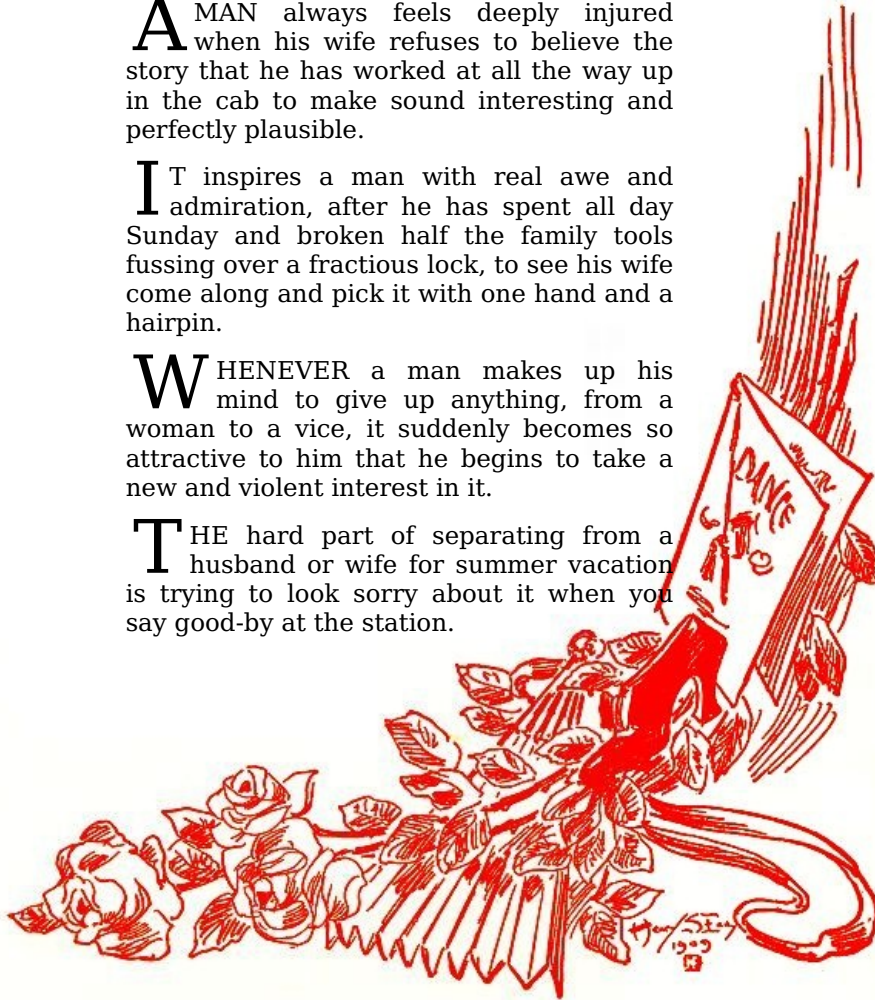 A MAN always feels deeply injured
when his wife refuses to believe the
story that he has worked at all the way up
in the cab to make sound interesting and
perfectly plausible.
IT inspires a man with real awe and
admiration, after he has spent all day
Sunday and broken half the family tools
fussing over a fractious lock, to see his wife
come along and pick it with one hand and a
hairpin.
WHENEVER a man makes up his
mind to give up anything, from a
woman to a vice, it suddenly becomes so
attractive to him that he begins to take a
new and violent interest in it.
THE hard part of separating from a
husband or wife for summer vacation
is trying to look sorry about it when you
say good-by at the station.
DANCE
1909